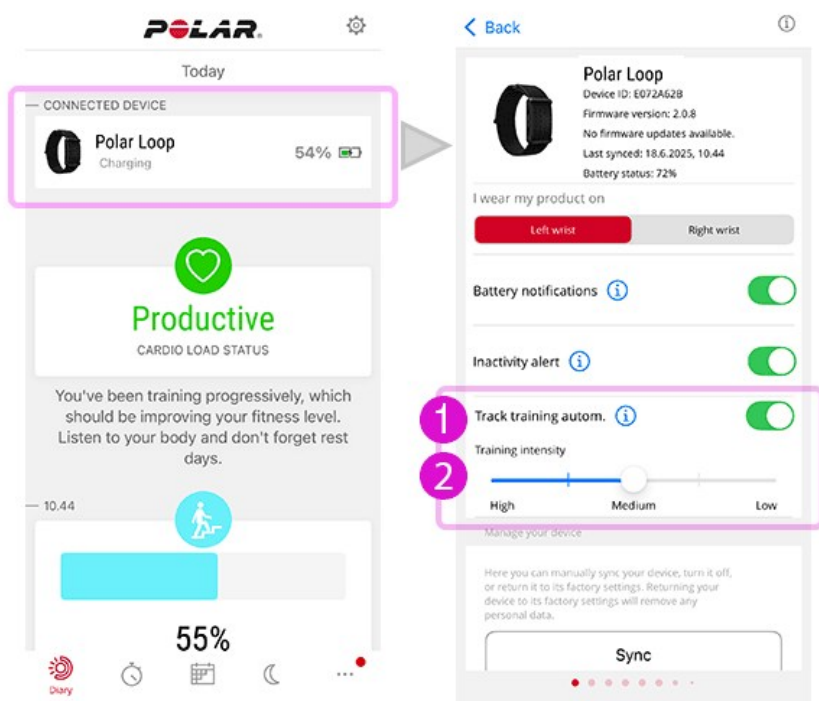 POLAR.
Today
CONNECTED DEVICE
Polar Loop
Charging
54%
Productive
CARDIO LOAD STATUS
You've been training progressively, which
should be improving your fitness level.
Listen to your body and don't forget rest
days.
10.44
55%
Diary
Back
Polar Loop
Device ID: E072A62B
Firmware version: 2.0.8
No firmware updates available.
Last synced: 18.6.2025, 10.44
Battery status: 72%
I wear my product on
Left wrist
Right wrist
Battery notifications
Inactivity alert
1
Track training autom.
Training intensity
2
High
Medium
Low
Manage your device
Here you can manually sync your device, turn it off,
or return it to its factory settings. Returning your
device to its factory settings will remove any
personal data.
Sync